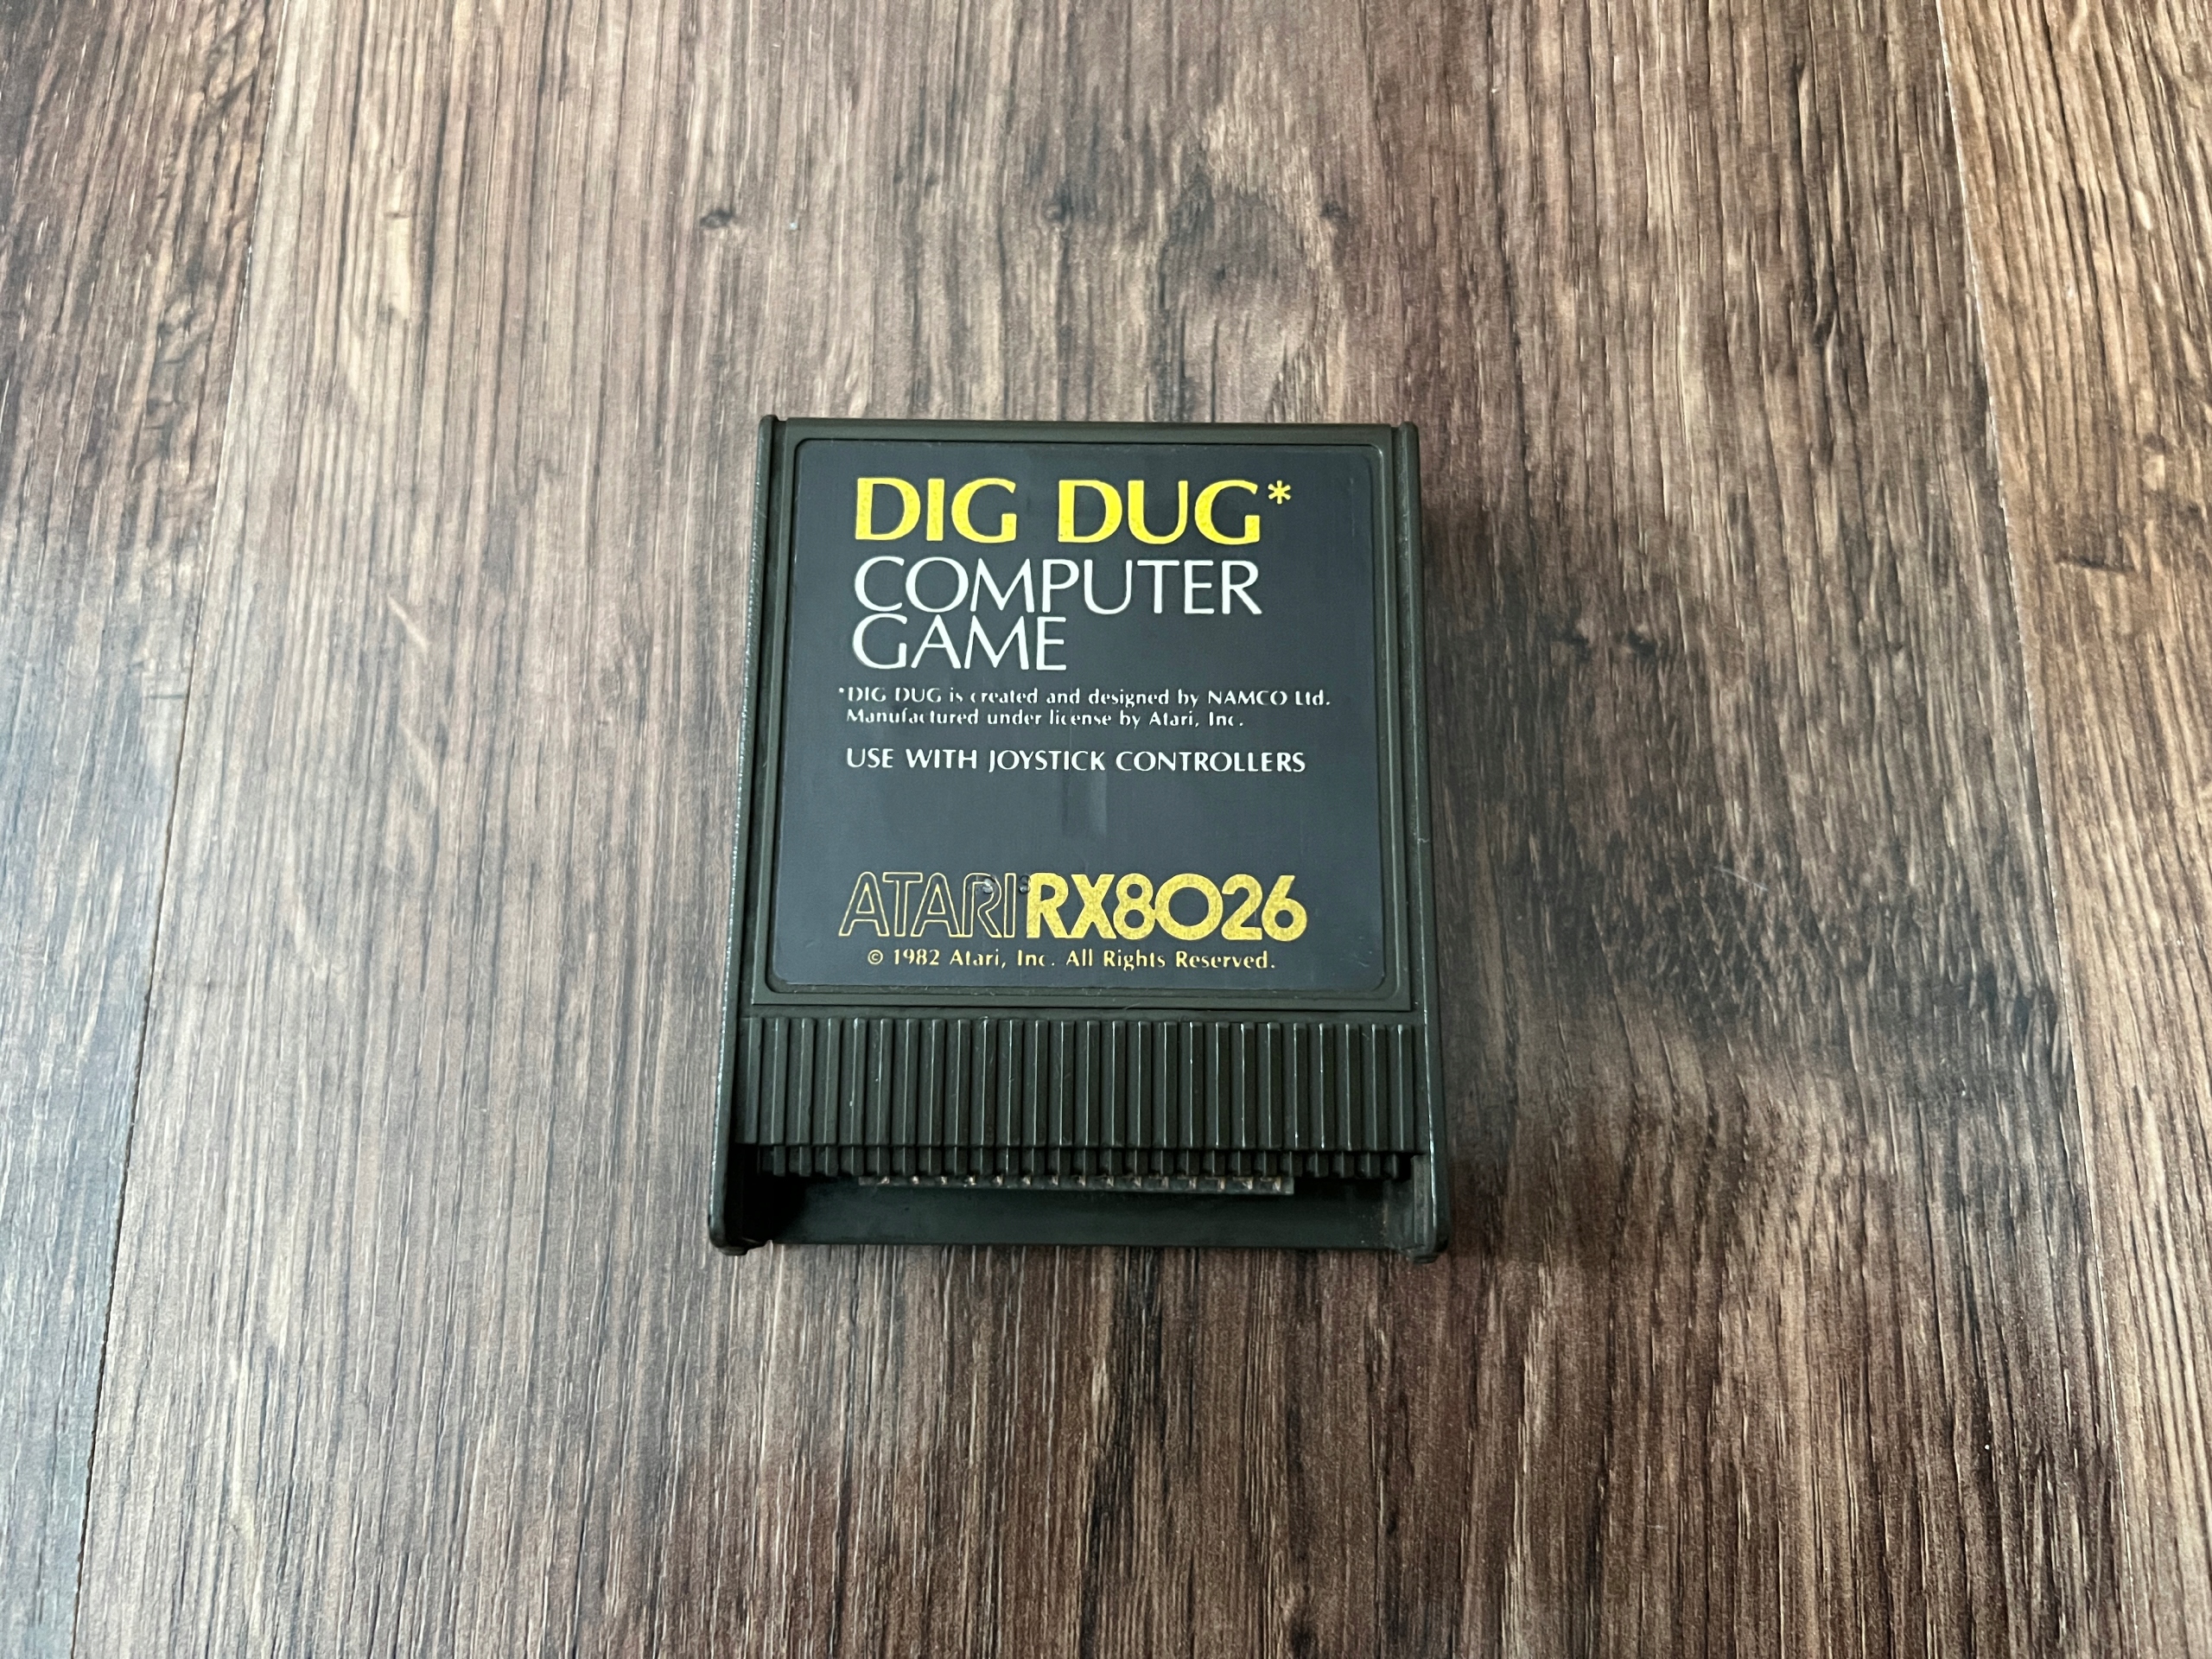 DIG DUG*
COMPUTER
GAME
*DIG DUG is created and designed by NAMCO Ltd.
Manufactured under license by Atari, Inc.
USE WITH JOYSTICK CONTROLLERS
ATARI RX8026
© 1982 Atari, Inc. All Rights Reserved.